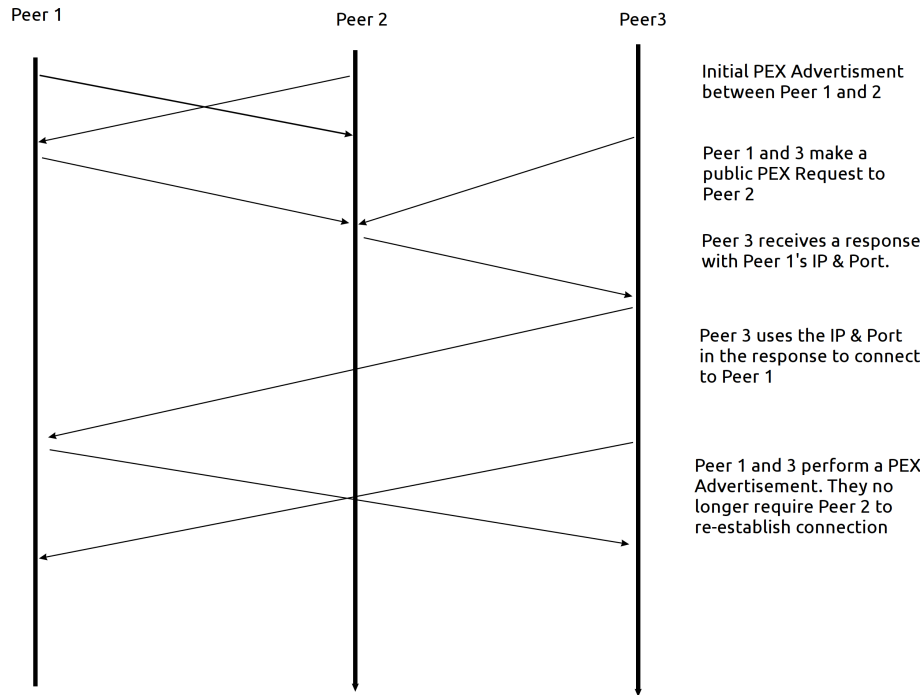 Peer 1
Peer 2
Peer3
Initial PEX Advertisment
between Peer 1 and 2
Peer 1 and 3 make a
public PEX Request to
Peer 2
Peer 3 receives a response
with Peer 1's IP & Port.
Peer 3 uses the IP & Port
in the response to connect
to Peer 1
Peer 1 and 3 perform a PEX
Advertisement. They no
longer require Peer 2 to
re-establish connection